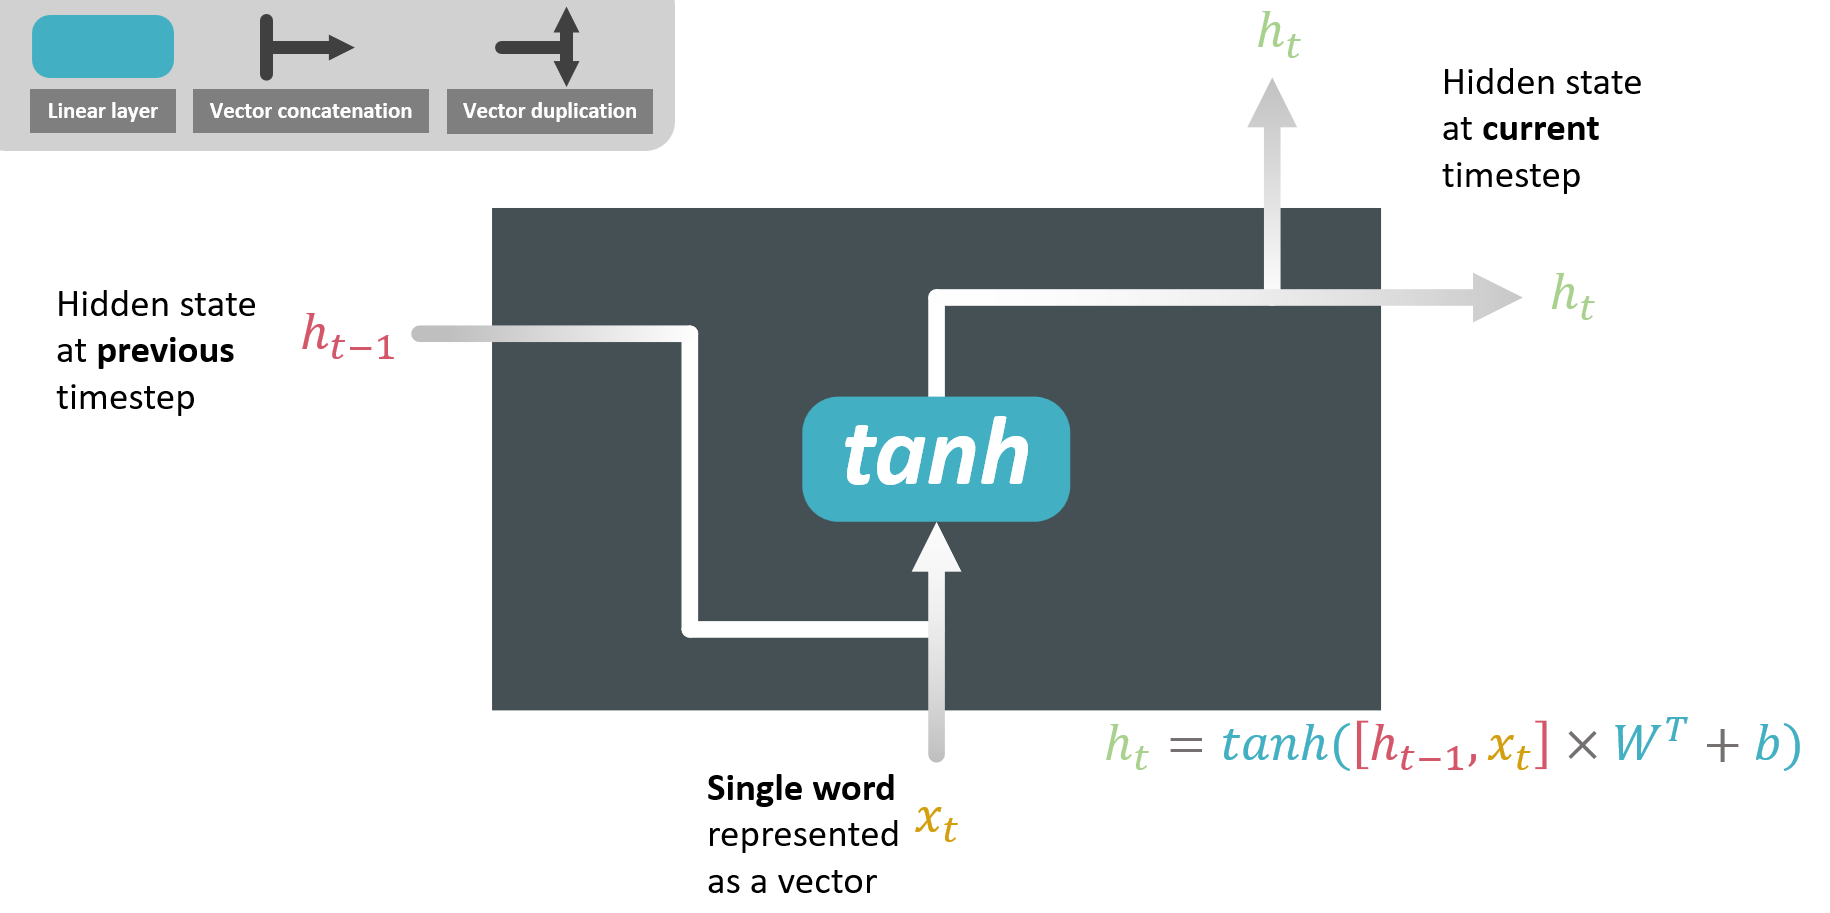 Linear layer
Vector concatenation
Vector duplication
h_t
Hidden state
at current
timestep
Hidden state
at previous
timestep
h_{t−1}
h_t
tanh
h_t = tanh([h_{t−1}, x_t] × W^T + b)
Single word
represented
as a vector
x_t